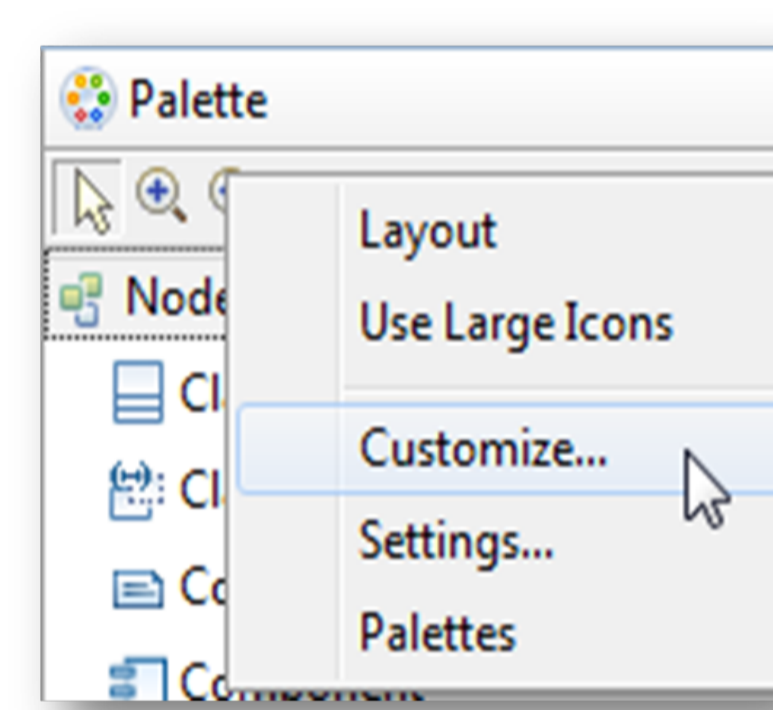 Palette
Layout
Use Large Icons
Customize...
Settings...
Palettes